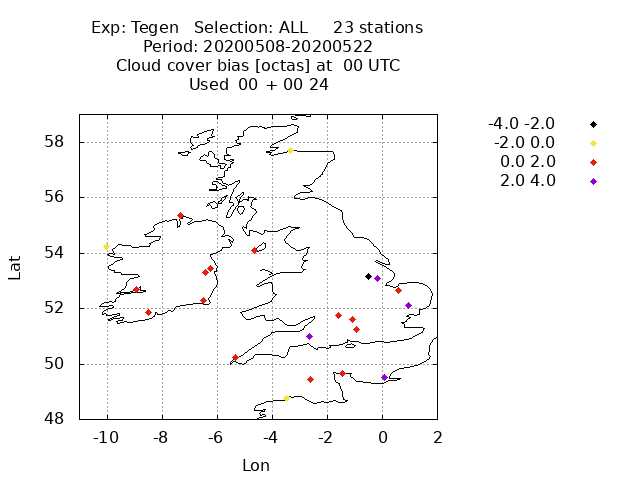 Exp: Tegen   Selection: ALL     23 stations
Period: 20200508-20200522
Cloud cover bias [octas] at  00 UTC
Used  00 + 00 24
-4.0 -2.0
-2.0 0.0
0.0 2.0
2.0 4.0
58
56
54
52
50
48
Lat
-10 -8 -6 -4 -2 0 2
Lon